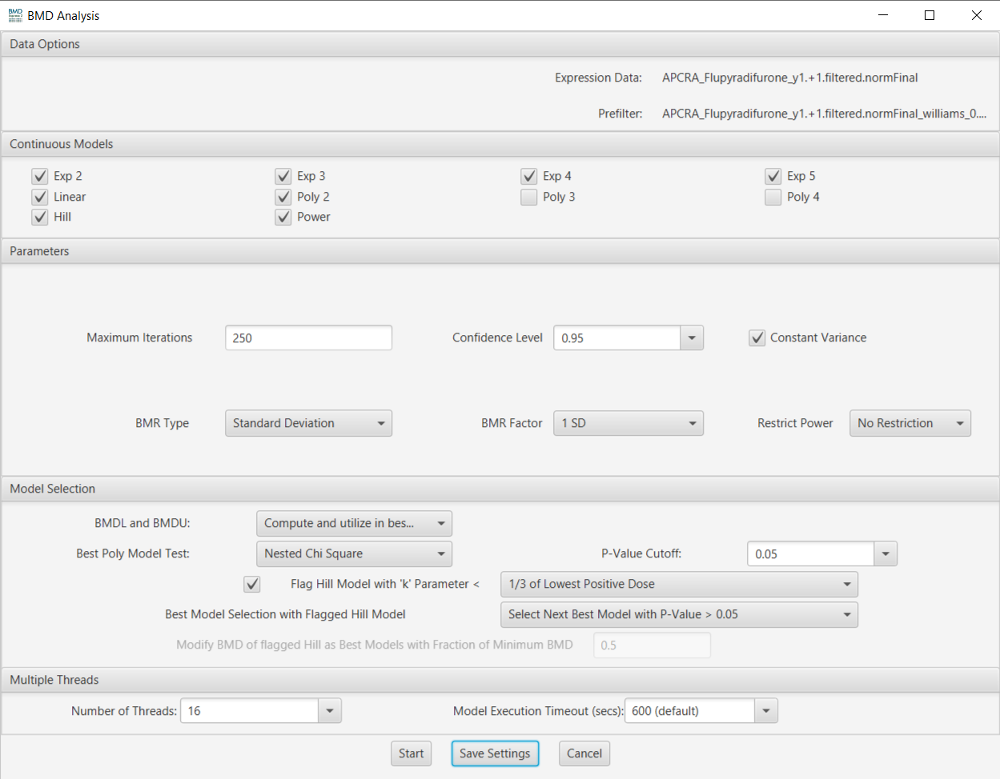 BMD Analysis
Data Options
Expression Data: APCRA_Flupyradifurone_y1.+1.filtered.normFinal
Prefilter: APCRA_Flupyradifurone_y1.+1.filtered.normFinal_williams_0....
Continuous Models
Exp 2 Exp 3 Exp 4 Exp 5
Linear Poly 2 Poly 3 Poly 4
Hill Power
Parameters
Maximum Iterations 250 Confidence Level 0.95 Constant Variance
BMR Type Standard Deviation BMR Factor 1 SD Restrict Power No Restriction
Model Selection
BMDL and BMDU: Compute and utilize in bes...
Best Poly Model Test: Nested Chi Square P-Value Cutoff: 0.05
Flag Hill Model with 'k' Parameter < 1/3 of Lowest Positive Dose
Best Model Selection with Flagged Hill Model Select Next Best Model with P-Value > 0.05
Modify BMD of flagged Hill as Best Models with Fraction of Minimum BMD 0.5
Multiple Threads
Number of Threads: 16 Model Execution Timeout (secs): 600 (default)
Start Save Settings Cancel